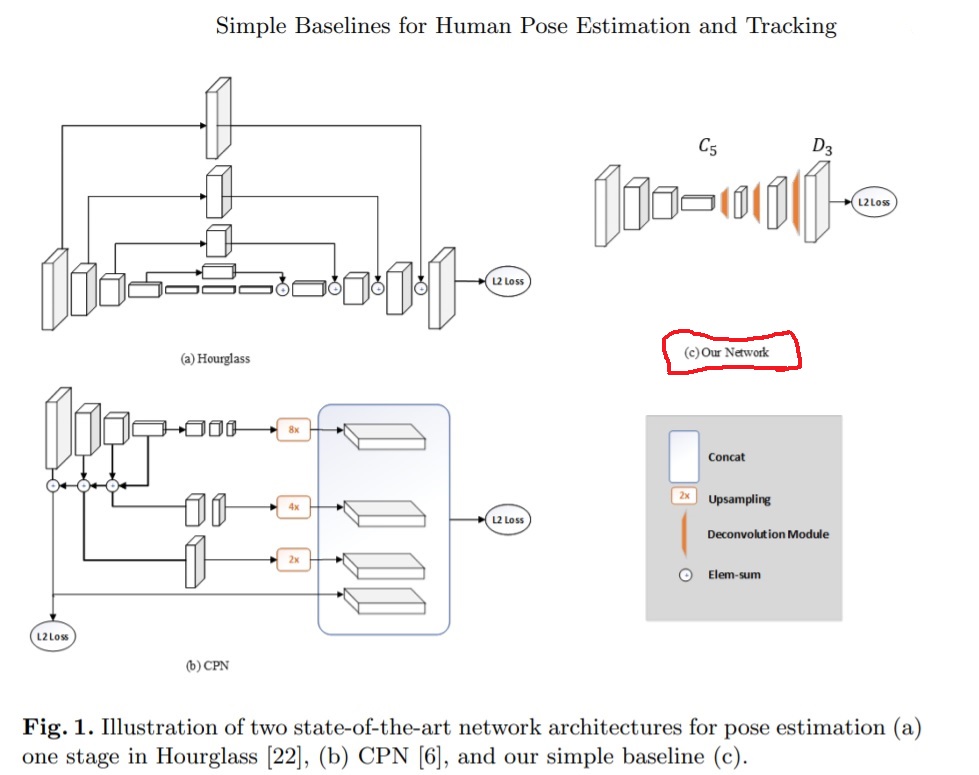 Simple Baselines for Human Pose Estimation and Tracking
L2 Loss
(a) Hourglass
C5
D3
L2 Loss
(c) Our Network
8x
4x
2x
L2 Loss
L2 Loss
(b) CPN
Concat
2x
Upsampling
Deconvolution Module
Elem-sum
Fig. 1. Illustration of two state-of-the-art network architectures for pose estimation (a)
one stage in Hourglass [22], (b) CPN [6], and our simple baseline (c).